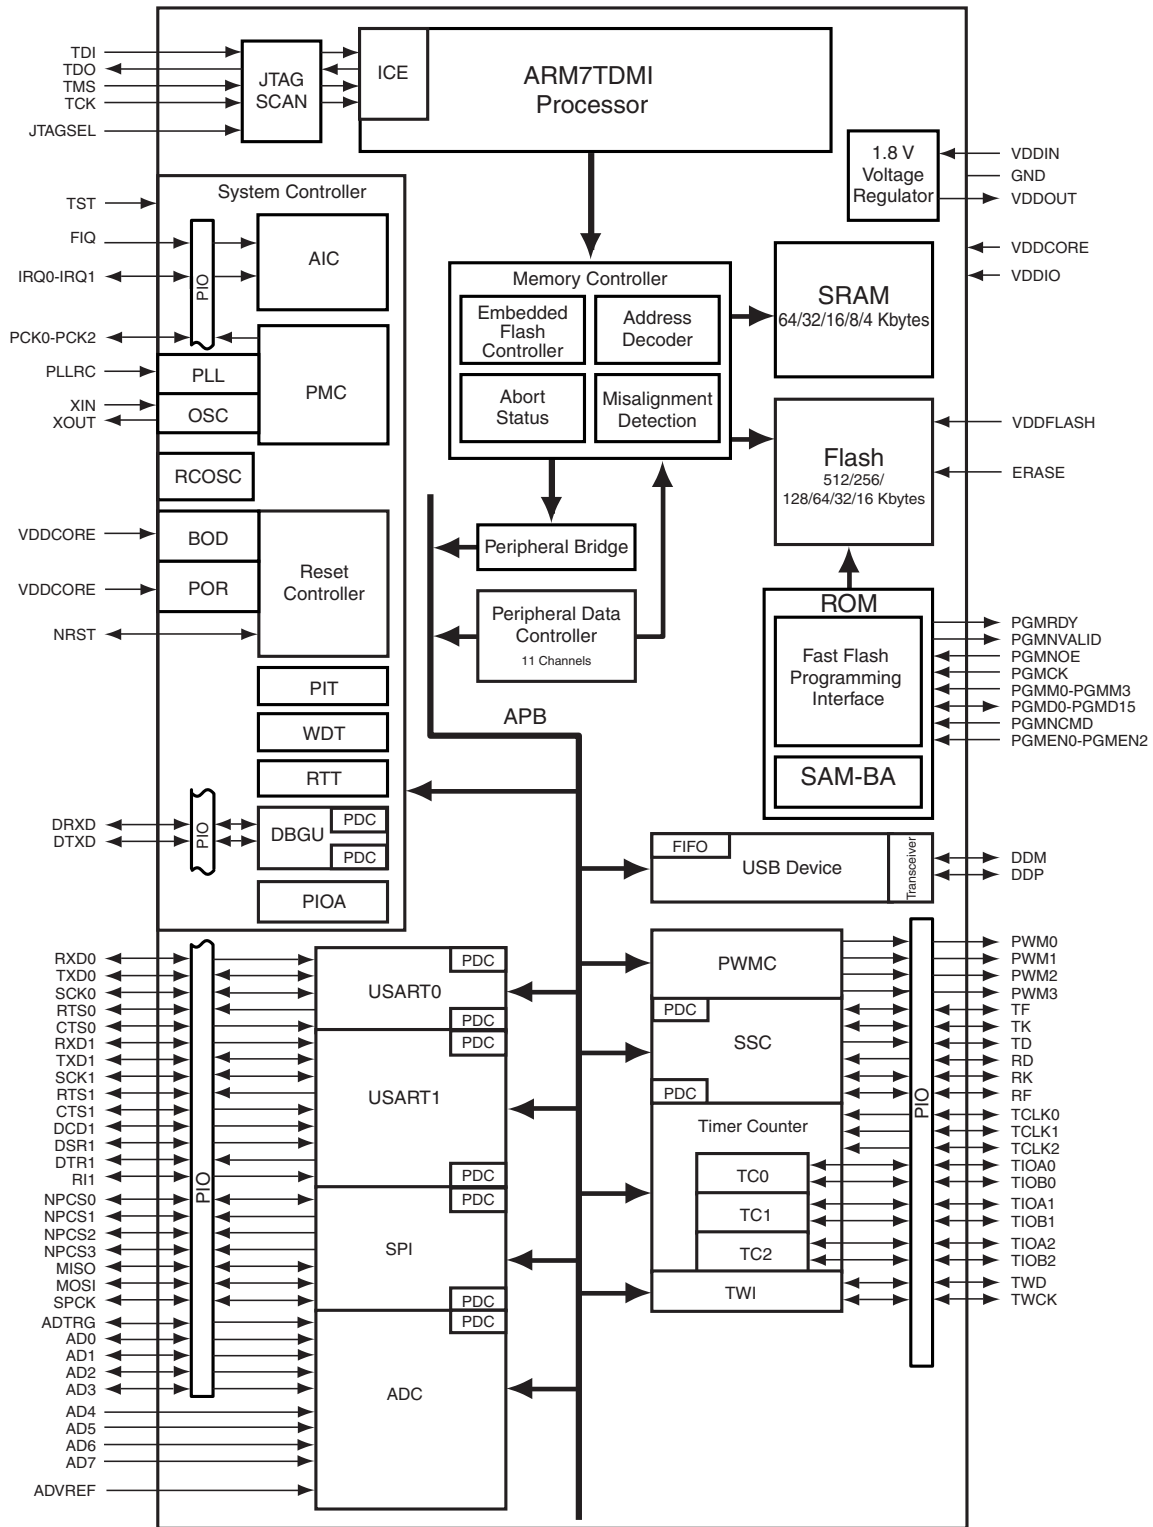 TDI
TDO
TMS
TCK
JTAGSEL
JTAG
SCAN
ICE
ARM7TDMI
Processor
1.8 V
Voltage
Regulator
VDDIN
GND
VDDOUT
VDDCORE
VDDIO
System Controller
TST
FIQ
IRQ0-IRQ1
PCK0-PCK2
PLLRC
XIN
XOUT
PIO
AIC
PLL
OSC
PMC
RCOSC
VDDCORE
VDDCORE
NRST
BOD
POR
Reset
Controller
PIT
WDT
RTT
DRXD
DTXD
PIO
DBGU
PDC
PDC
PIOA
Memory Controller
Embedded
Flash
Controller
Address
Decoder
Abort
Status
Misalignment
Detection
SRAM
64/32/16/8/4 Kbytes
Flash
512/256/
128/64/32/16 Kbytes
VDDFLASH
ERASE
Peripheral Bridge
Peripheral Data
Controller
11 Channels
APB
ROM
Fast Flash
Programming
Interface
SAM-BA
PGMRDY
PGMNVALID
PGMNOE
PGMCK
PGMM0-PGMM3
PGMD0-PGMD15
PGMNCMD
PGMEN0-PGMEN2
FIFO
USB Device
Transceiver
DDM
DDP
RXD0
TXD0
SCK0
RTS0
CTS0
RXD1
TXD1
SCK1
RTS1
CTS1
DCD1
DSR1
DTR1
RI1
NPCS0
NPCS1
NPCS2
NPCS3
MISO
MOSI
SPCK
ADTRG
AD0
AD1
AD2
AD3
AD4
AD5
AD6
AD7
ADVREF
PIO
PDC
USART0
PDC
PDC
USART1
PDC
PDC
SPI
PDC
PDC
ADC
PWMC
PDC
SSC
PDC
Timer Counter
TC0
TC1
TC2
TWI
PIO
PWM0
PWM1
PWM2
PWM3
TF
TK
TD
RD
RK
RF
TCLK0
TCLK1
TCLK2
TIOA0
TIOB0
TIOA1
TIOB1
TIOA2
TIOB2
TWD
TWCK